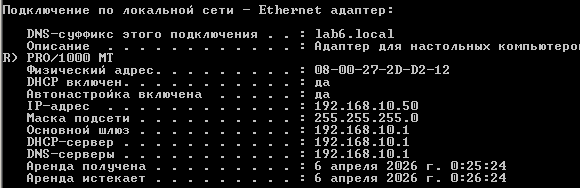 Подключение по локальной сети - Ethernet адаптер:
DNS-суффикс этого подключения . . : lab6.local
Описание . . . . . . . . . . . . : Адаптер для настольных компьютеро
R) PRO/1000 MT
Физический адрес. . . . . . . . . : 08-00-27-2D-D2-12
DHCP включен. . . . . . . . . . . : да
Автонастройка включена . . . . . : да
IP-адрес . . . . . . . . . . . . : 192.168.10.50
Маска подсети . . . . . . . . . . : 255.255.255.0
Основной шлюз . . . . . . . . . . : 192.168.10.1
DHCP-сервер . . . . . . . . . . . : 192.168.10.1
DNS-серверы . . . . . . . . . . . : 192.168.10.1
Аренда получена . . . . . . . . . : 6 апреля 2026 г. 0:25:24
Аренда истекает . . . . . . . . . : 6 апреля 2026 г. 0:26:24